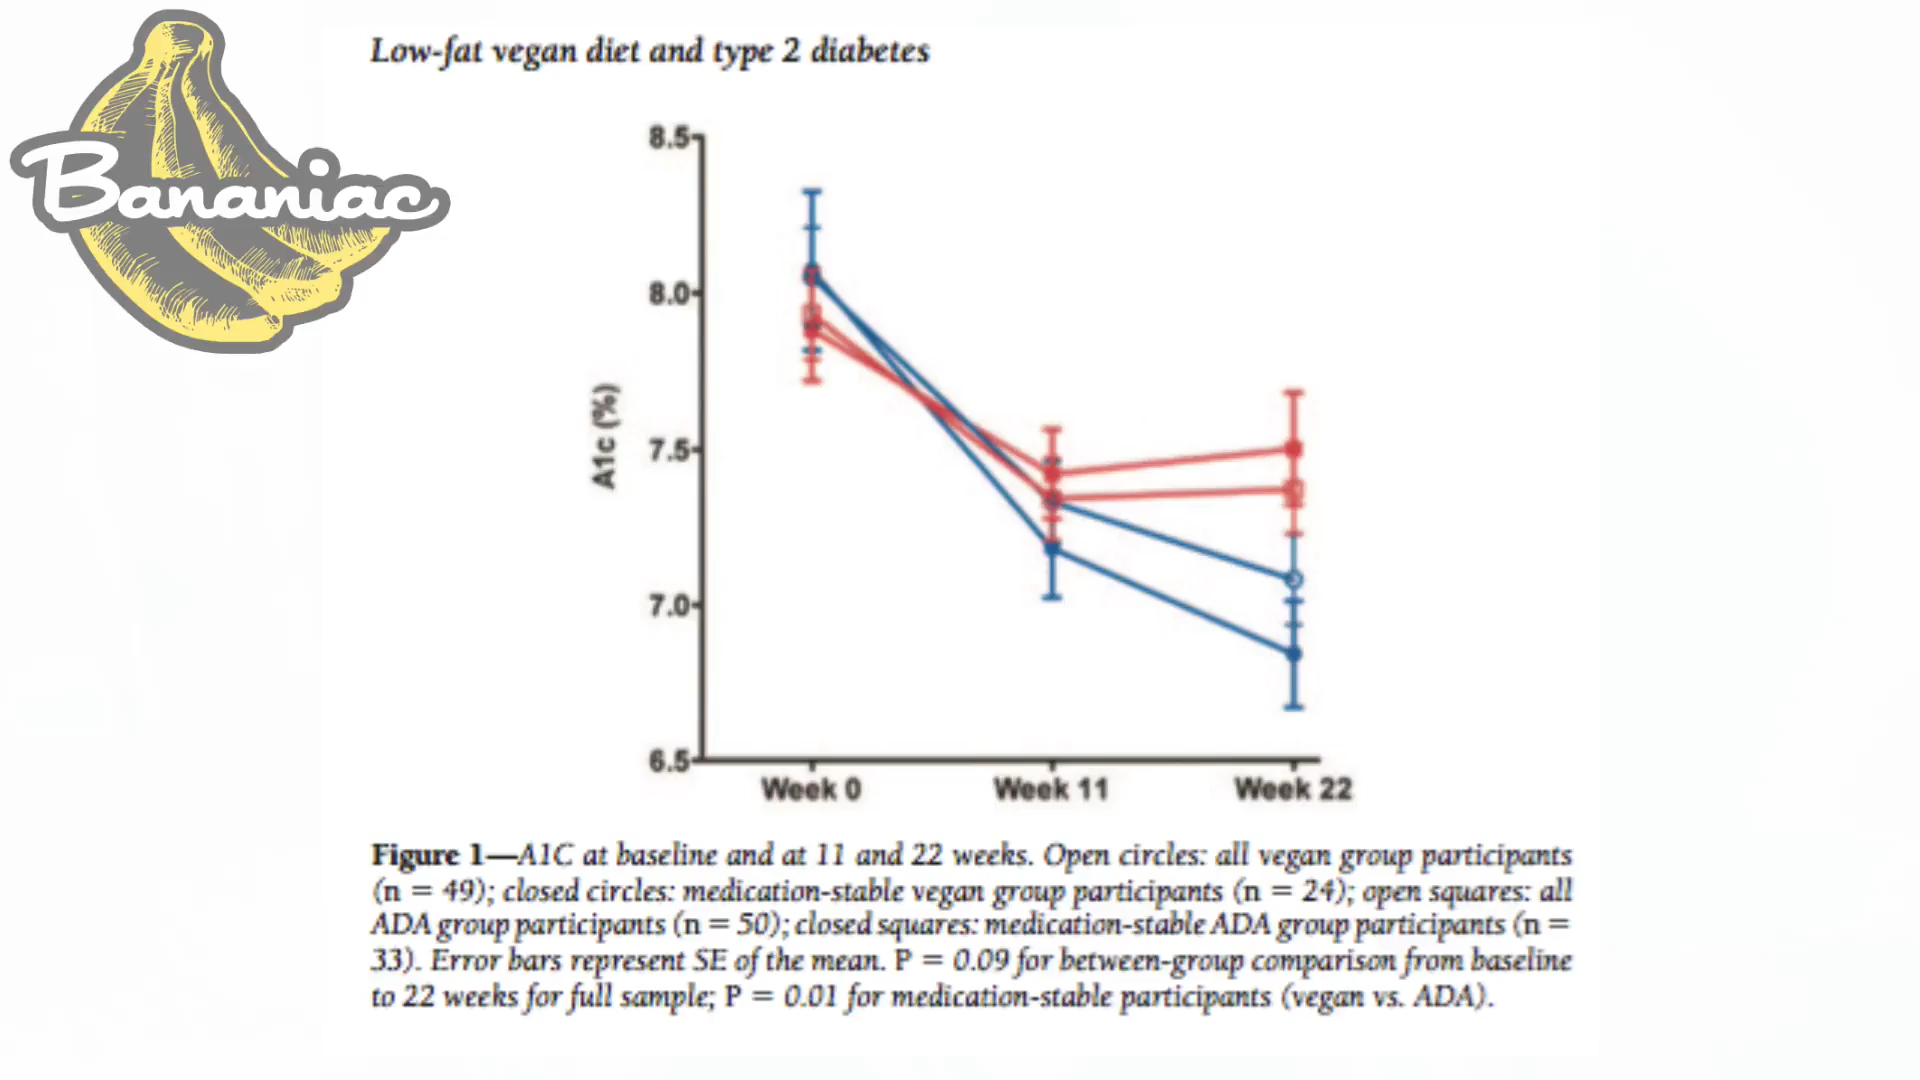 Low-fat vegan diet and type 2 diabetes
Bananiac
8.5
8.0
7.5
7.0
6.5
A1c (%)
Week 0 Week 11 Week 22
Figure 1—A1C at baseline and at 11 and 22 weeks. Open circles: all vegan group participants
(n = 49); closed circles: medication-stable vegan group participants (n = 24); open squares: all
ADA group participants (n = 50); closed squares: medication-stable ADA group participants (n =
33). Error bars represent SE of the mean. P = 0.09 for between-group comparison from baseline
to 22 weeks for full sample; P = 0.01 for medication-stable participants (vegan vs. ADA).